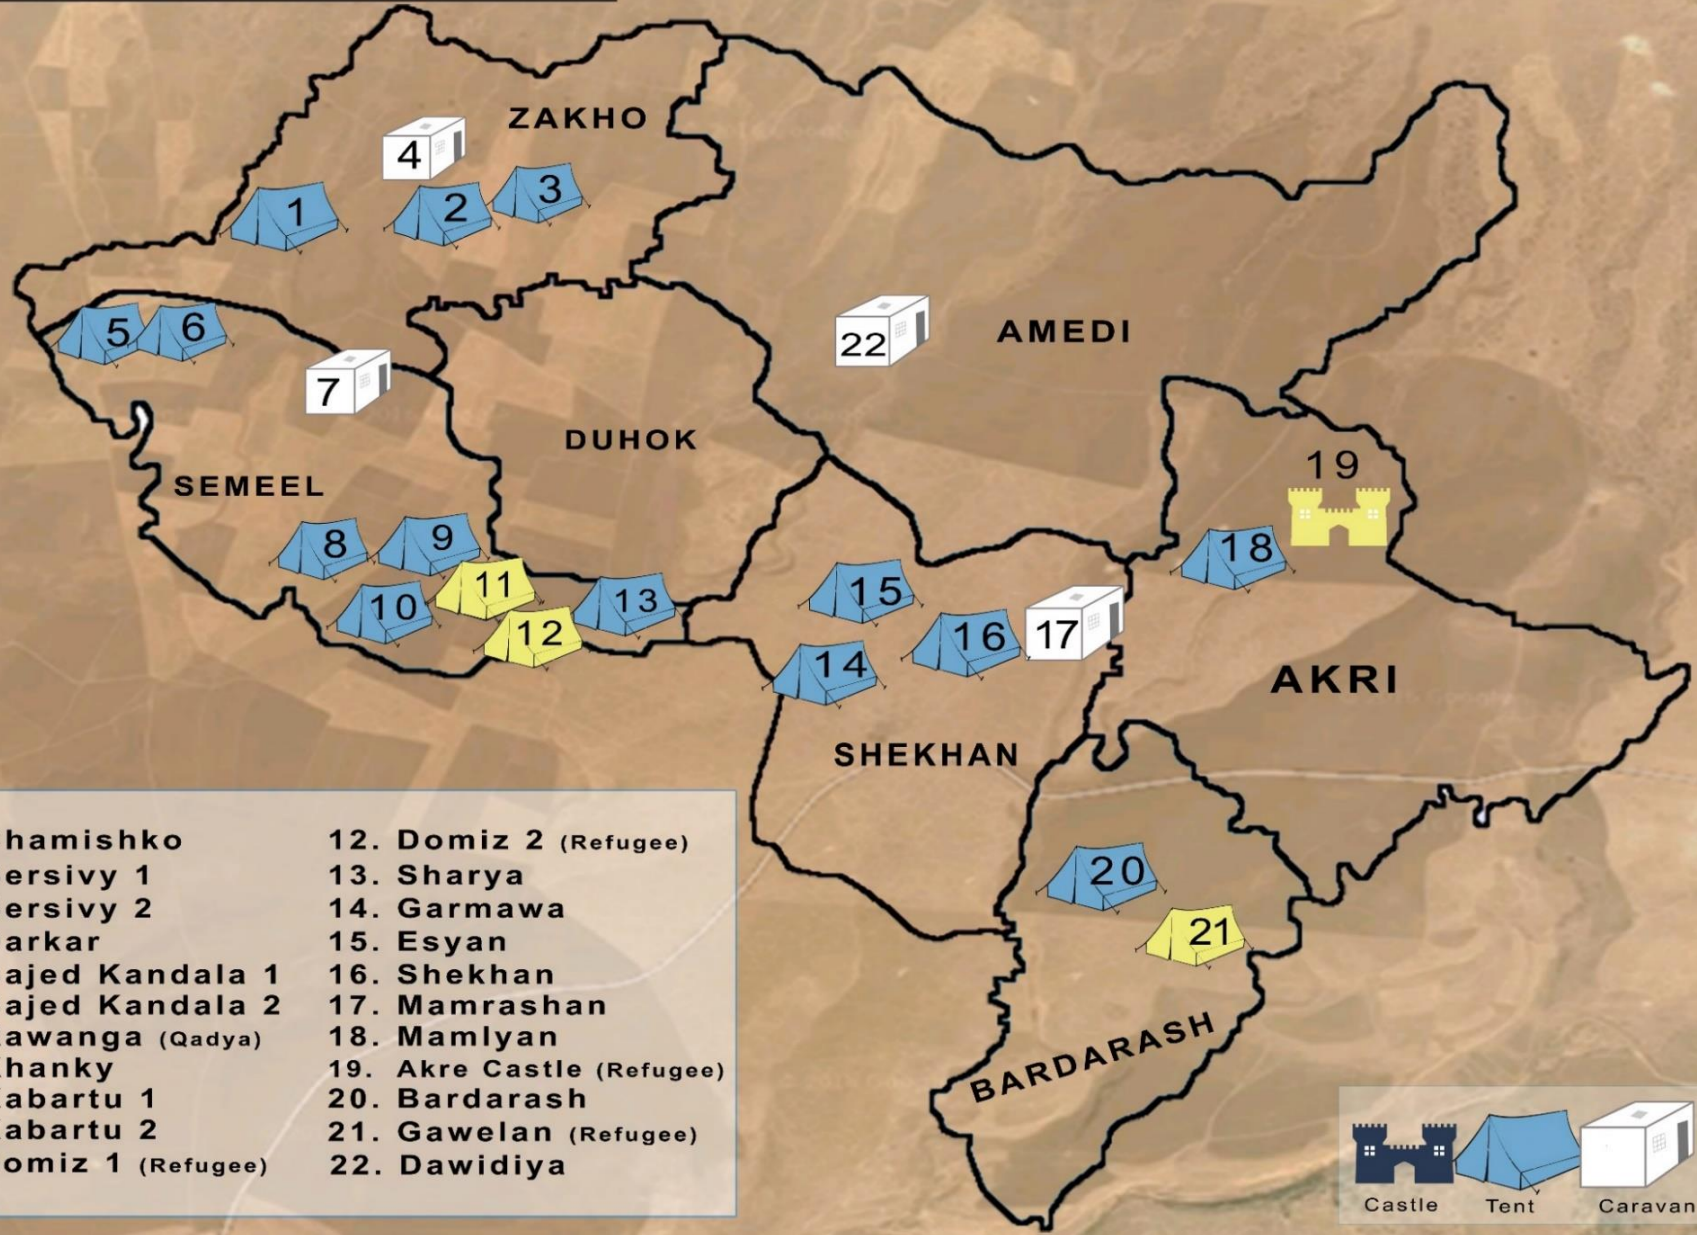 ZAKHO
4
3
1
2
5
6
22
AMEDI
7
DUHOK
19
SEMEEL
8
9
18
11
15
10
13
12
16
17
14
AKRI
SHEKHAN
20
21
BARDARASH
hamishko
ersivy 1
ersivy 2
arkar
ajed Kandala 1
ajed Kandala 2
awanga (Qadya)
hanky
abartu 1
abartu 2
omiz 1 (Refugee)
12. Domiz 2 (Refugee)
13. Sharya
14. Garmawa
15. Esyan
16. Shekhan
17. Mamrashan
18. Mamlyan
19. Akre Castle (Refugee)
20. Bardarash
21. Gawelan (Refugee)
22. Dawidiya
Castle
Tent
Caravan